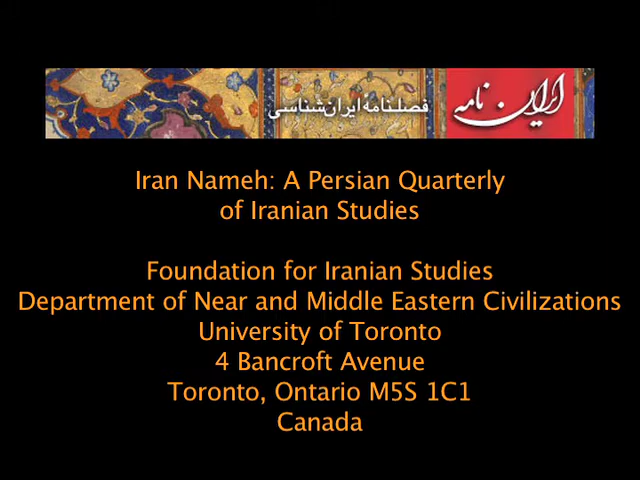 فصلنامهٔ ایران‌شناسی
ایران نامه
Iran Nameh: A Persian Quarterly
of Iranian Studies
Foundation for Iranian Studies
Department of Near and Middle Eastern Civilizations
University of Toronto
4 Bancroft Avenue
Toronto, Ontario M5S 1C1
Canada